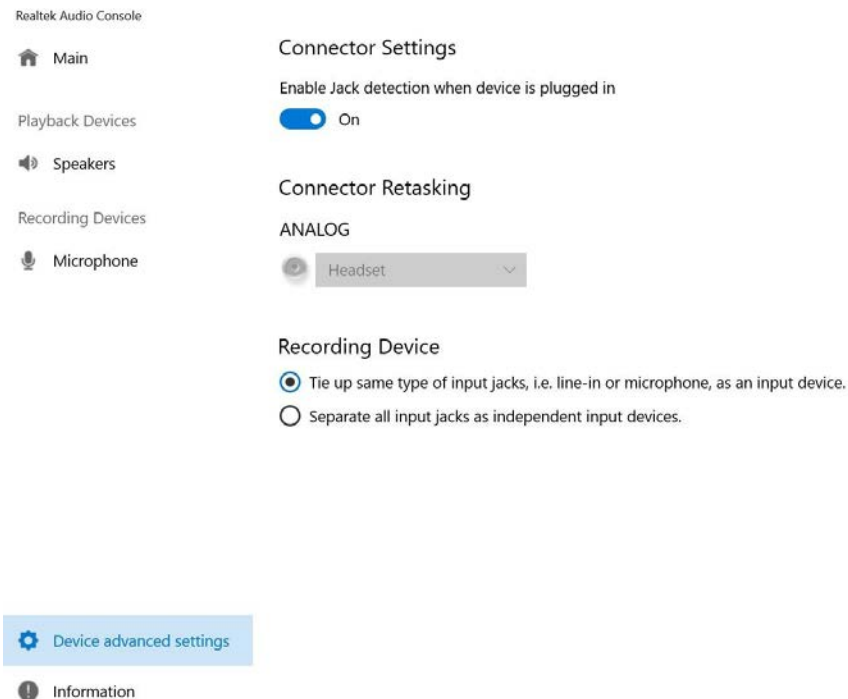 Realtek Audio Console
Main
Playback Devices
Speakers
Recording Devices
Microphone
Device advanced settings
Information
Connector Settings
Enable Jack detection when device is plugged in
On
Connector Retasking
ANALOG
Headset
Recording Device
Tie up same type of input jacks, i.e. line-in or microphone, as an input device.
Separate all input jacks as independent input devices.